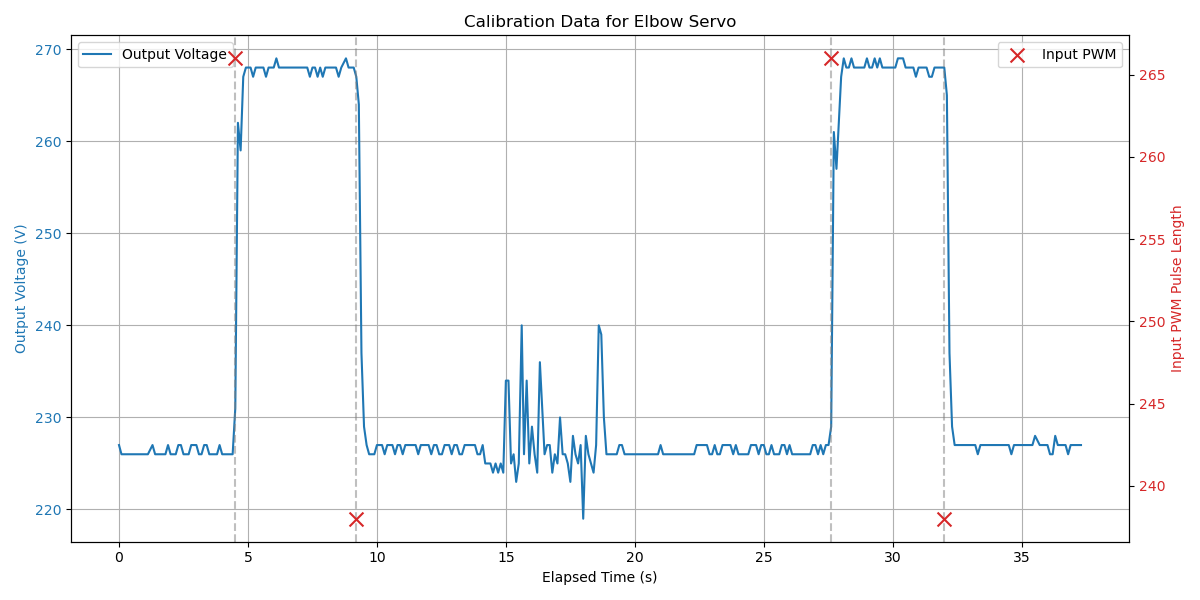 Calibration Data for Elbow Servo
Output Voltage
Input PWM
270
260
250
240
230
220
Output Voltage (V)
265
260
255
250
245
240
Input PWM Pulse Length
0 5 10 15 20 25 30 35
Elapsed Time (s)